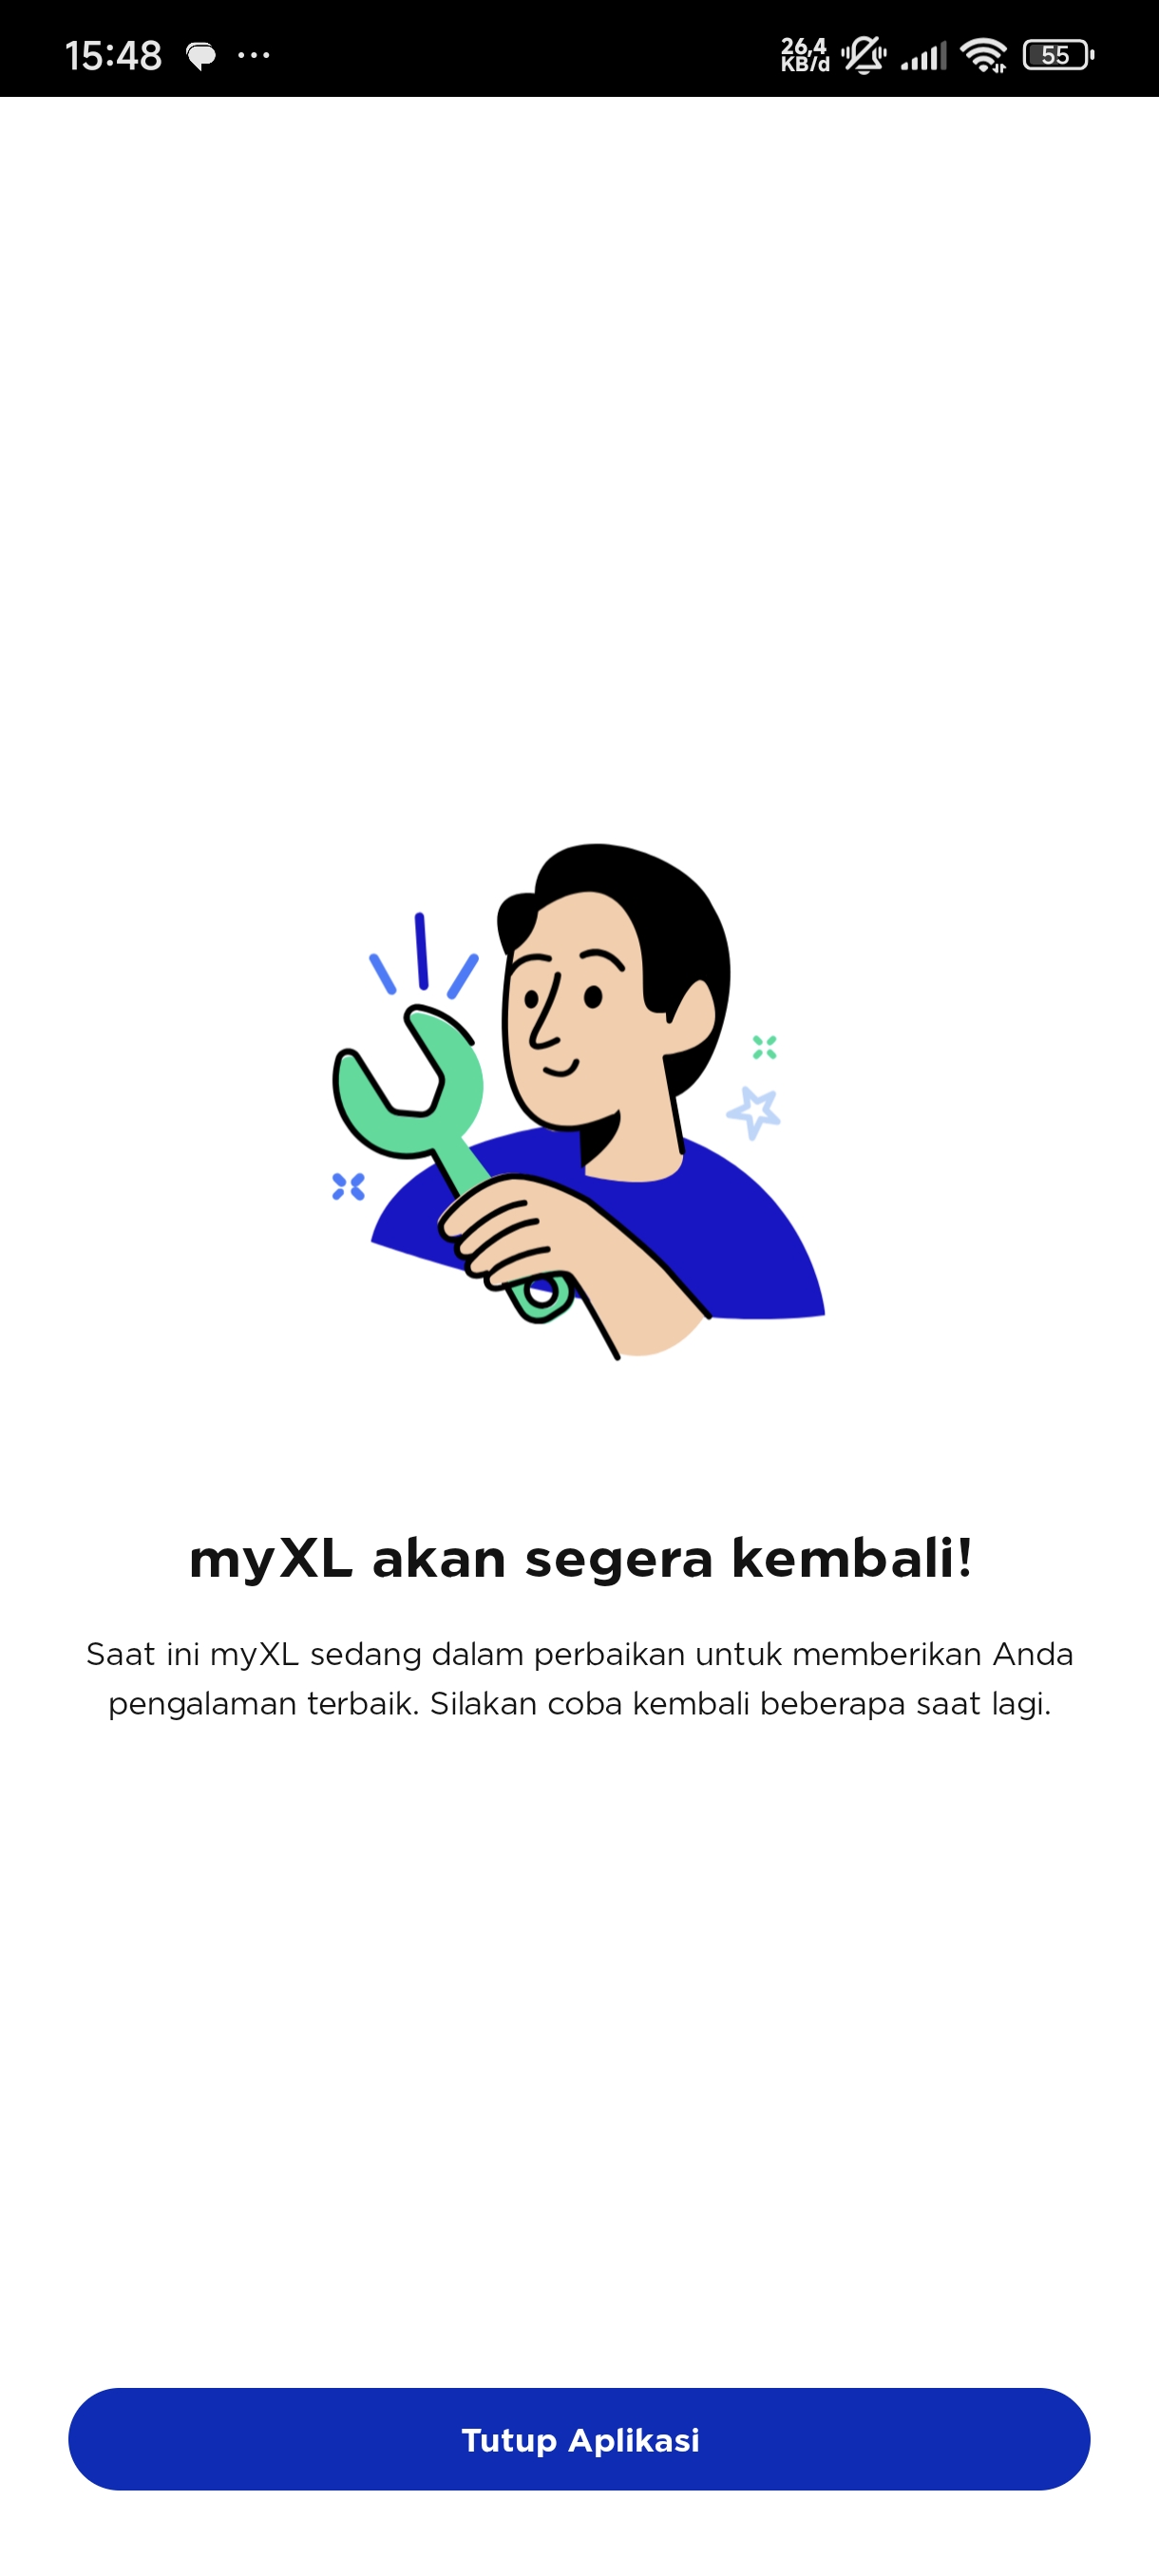 15:48 ... 26,4 KB/d 55
myXL akan segera kembali!
Saat ini myXL sedang dalam perbaikan untuk memberikan Anda
pengalaman terbaik. Silakan coba kembali beberapa saat lagi.
Tutup Aplikasi